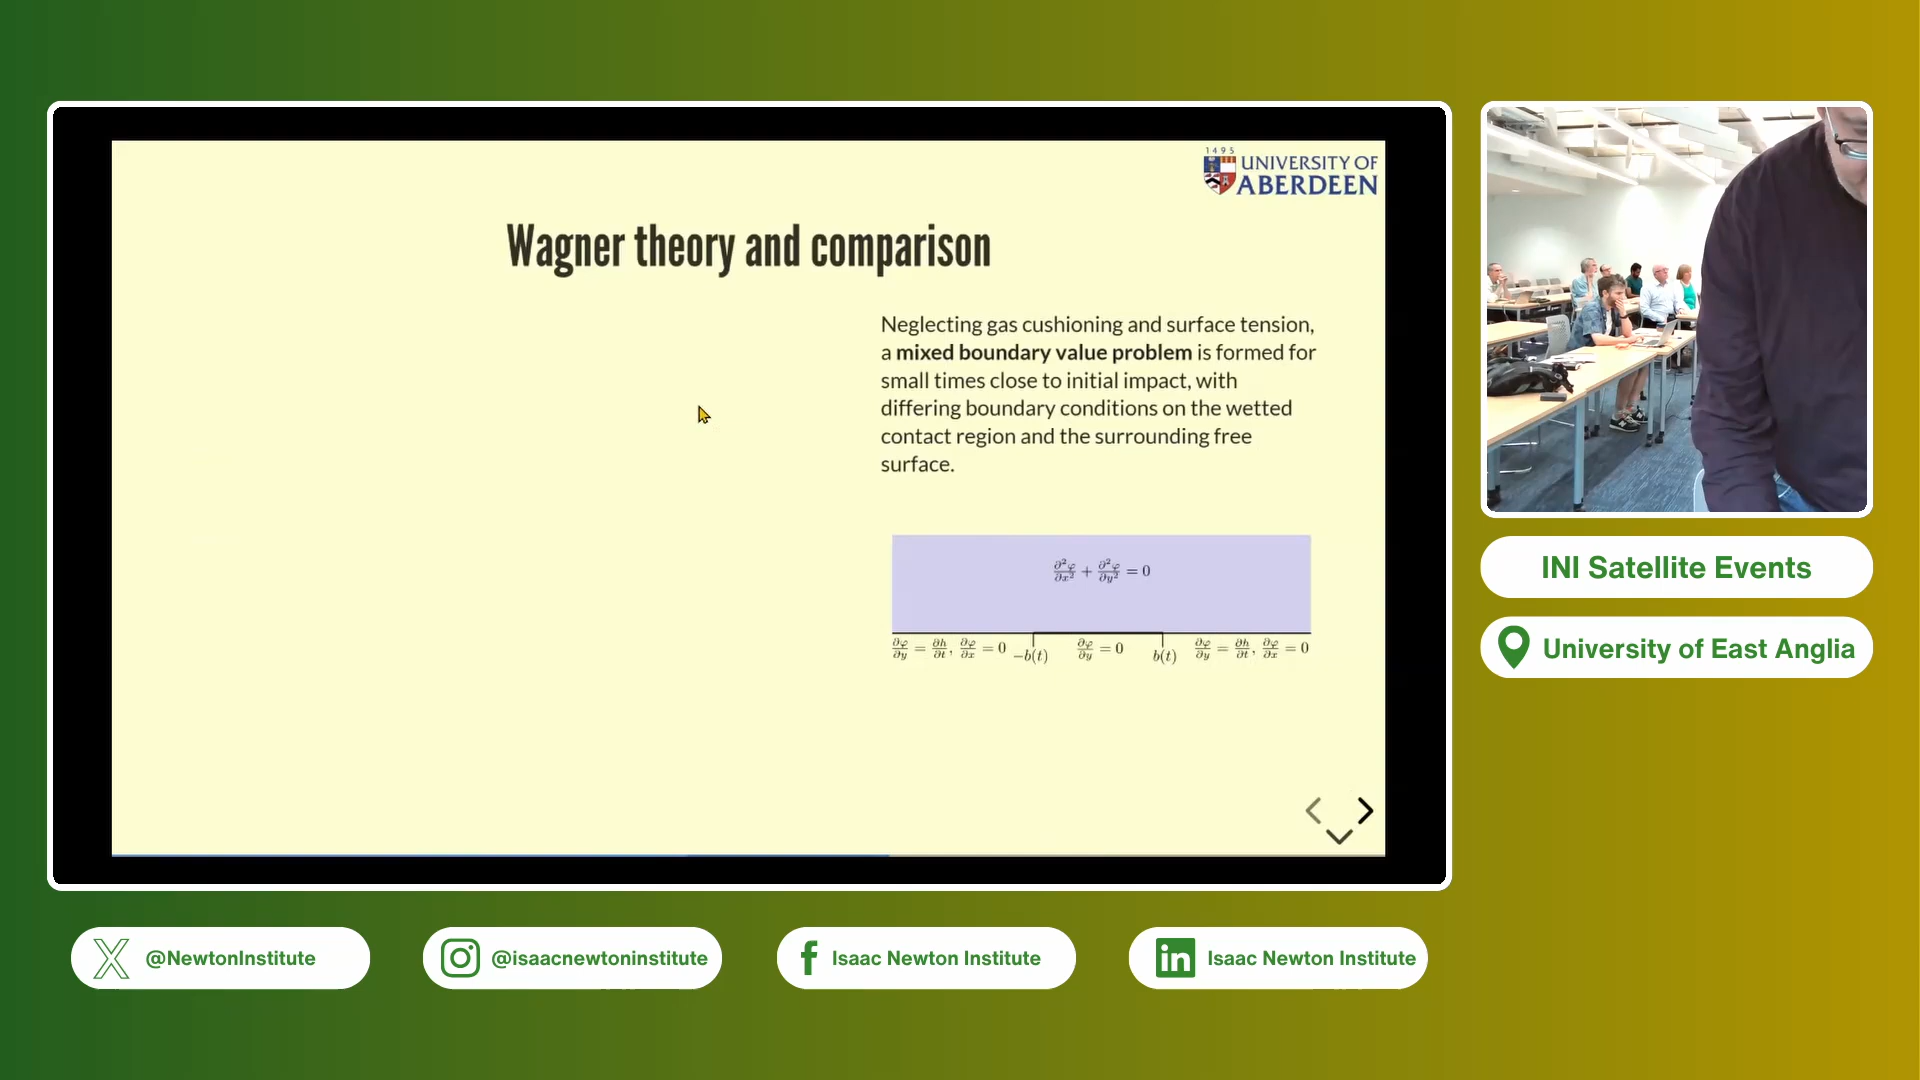 1495
UNIVERSITY OF
ABERDEEN
Wagner theory and comparison
Neglecting gas cushioning and surface tension,
a mixed boundary value problem is formed for
small times close to initial impact, with
differing boundary conditions on the wetted
contact region and the surrounding free
surface.
∂²φ/∂x² + ∂²φ/∂y² = 0
∂φ/∂y = ∂h/∂t, ∂φ/∂x = 0 −b(t) ∂φ/∂y = 0 b(t) ∂φ/∂y = ∂h/∂t, ∂φ/∂x = 0
INI Satellite Events
University of East Anglia
@NewtonInstitute
@isaacnewtoninstitute
Isaac Newton Institute
Isaac Newton Institute